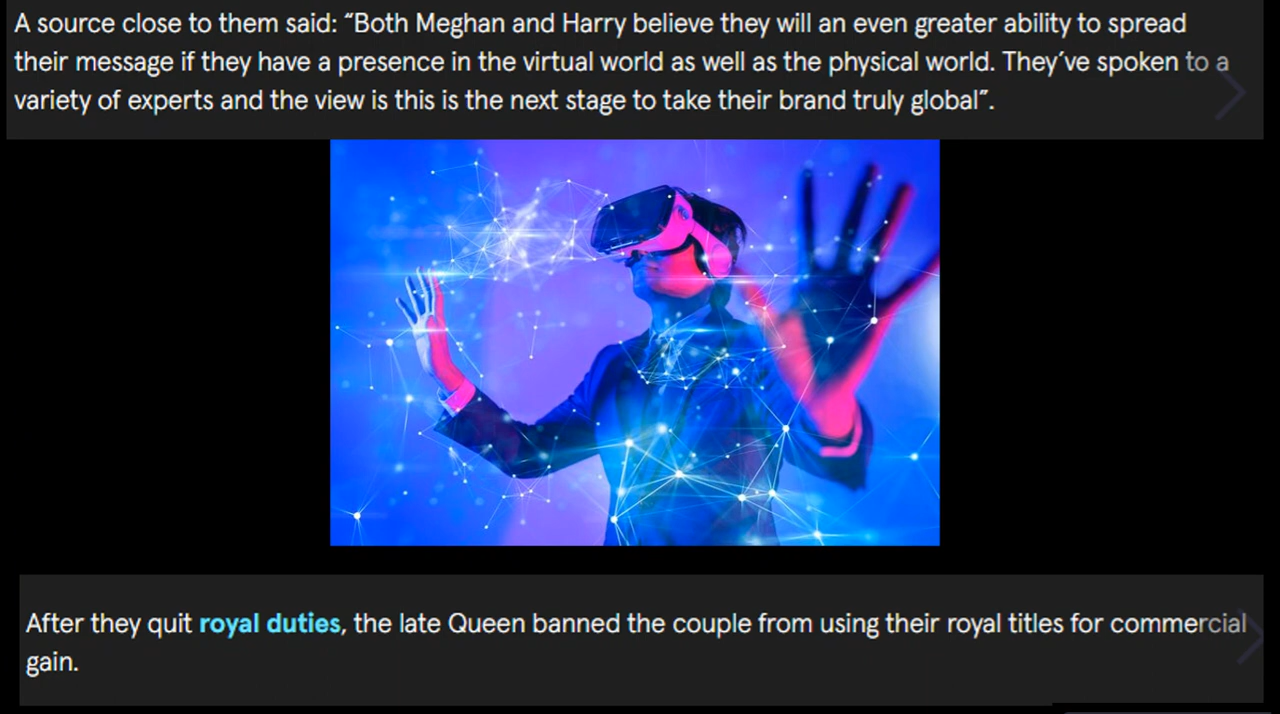 A source close to them said: “Both Meghan and Harry believe they will an even greater ability to spread
their message if they have a presence in the virtual world as well as the physical world. They’ve spoken to a
variety of experts and the view is this is the next stage to take their brand truly global”.
After they quit royal duties, the late Queen banned the couple from using their royal titles for commercial
gain.